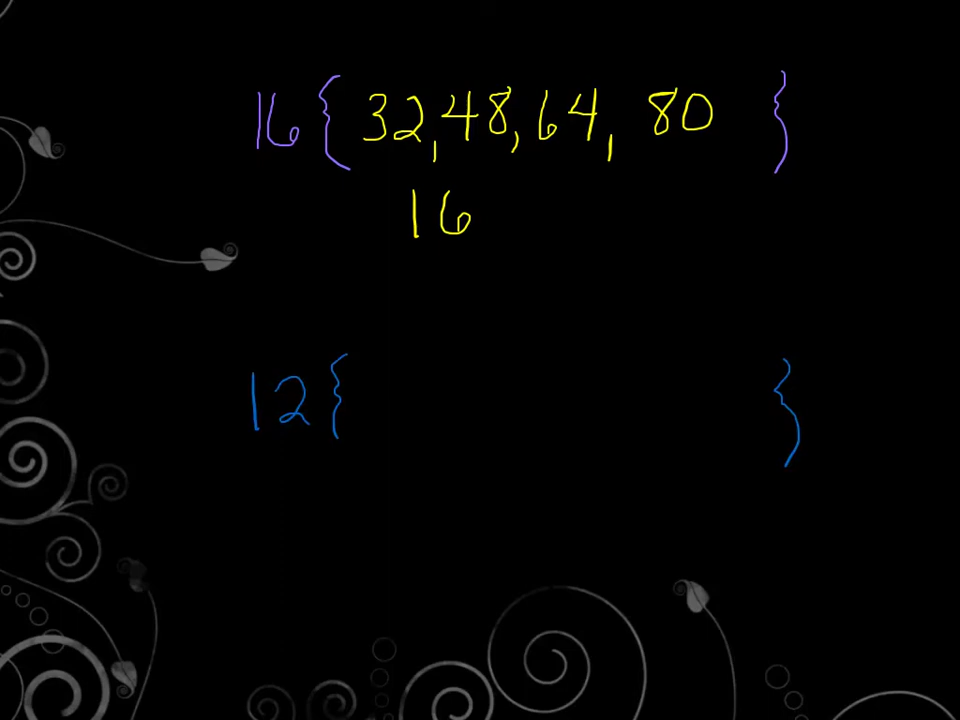 16 { 32, 48, 64, 80 }
16
12 { }